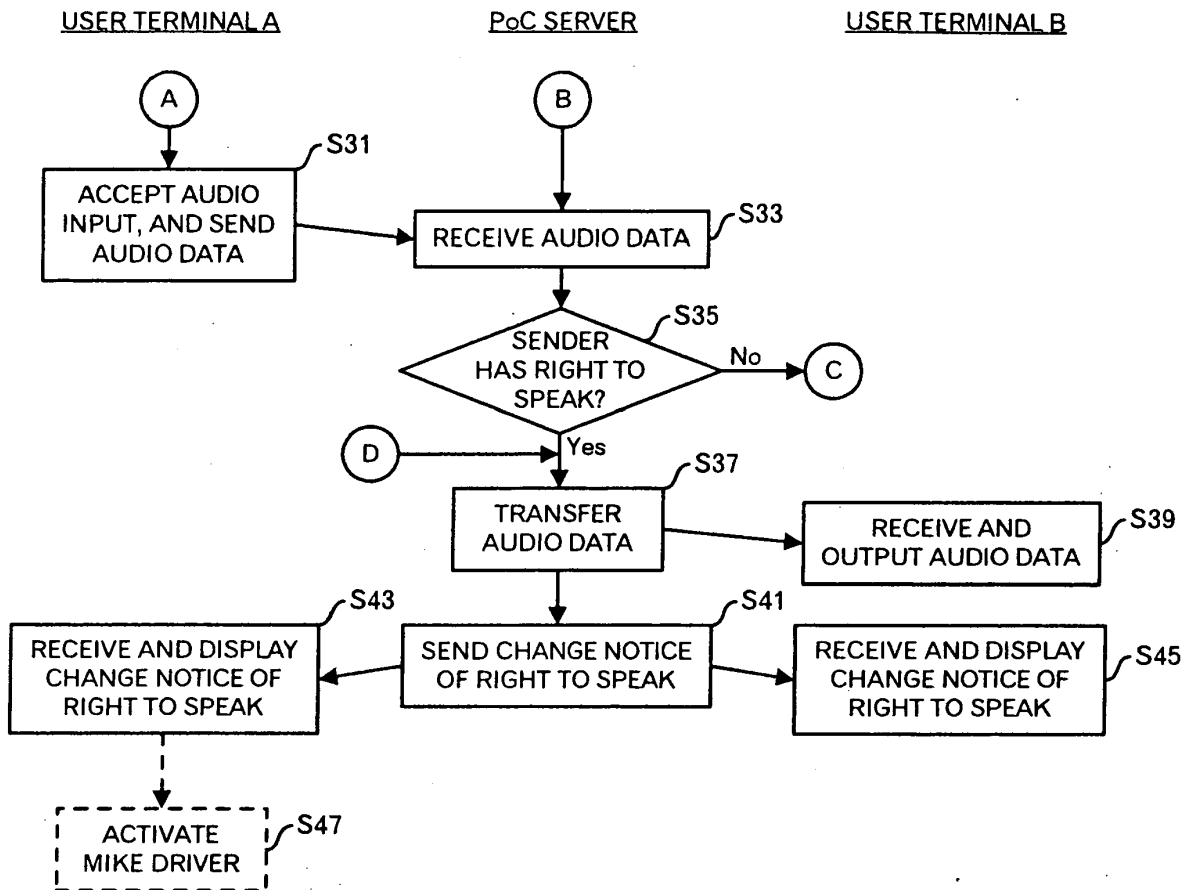 USER TERMINAL A
PoC SERVER
USER TERMINAL B
A
B
S31
ACCEPT AUDIO
INPUT, AND SEND
AUDIO DATA
S33
RECEIVE AUDIO DATA
S35
SENDER
HAS RIGHT TO
SPEAK?
No
C
D
Yes
S37
TRANSFER
AUDIO DATA
S39
RECEIVE AND
OUTPUT AUDIO DATA
S43
RECEIVE AND DISPLAY
CHANGE NOTICE OF
RIGHT TO SPEAK
S41
SEND CHANGE NOTICE
OF RIGHT TO SPEAK
S45
RECEIVE AND DISPLAY
CHANGE NOTICE OF
RIGHT TO SPEAK
S47
ACTIVATE
MIKE DRIVER